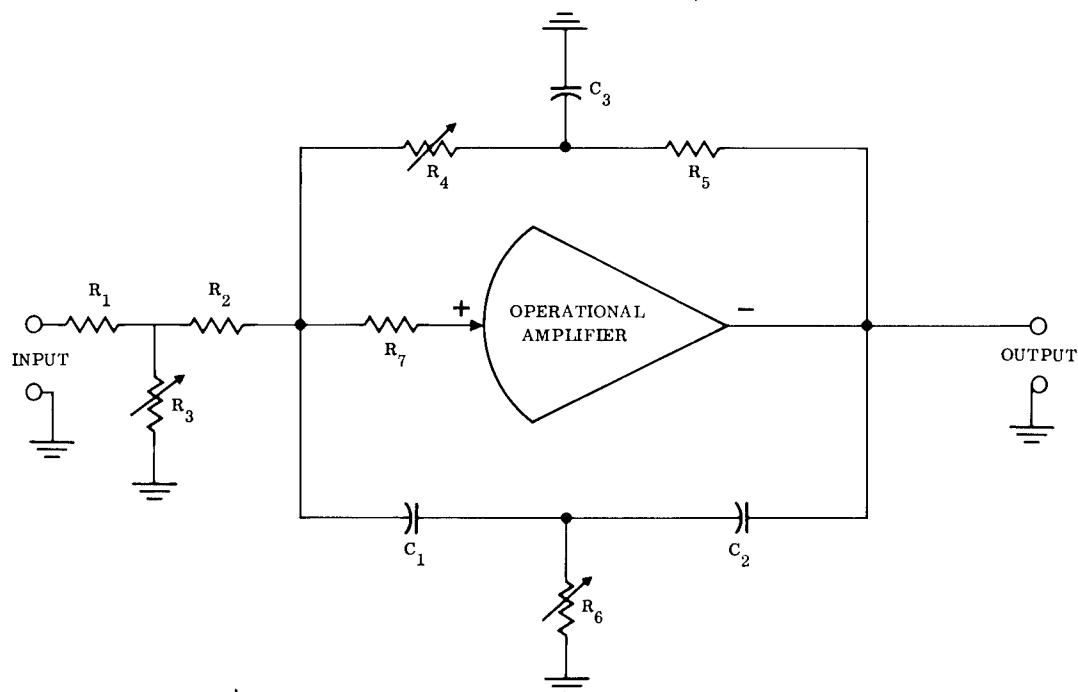 C3
R4
R5
R1
R2
+
OPERATIONAL
AMPLIFIER
-
R7
INPUT
OUTPUT
R3
C1
C2
R6